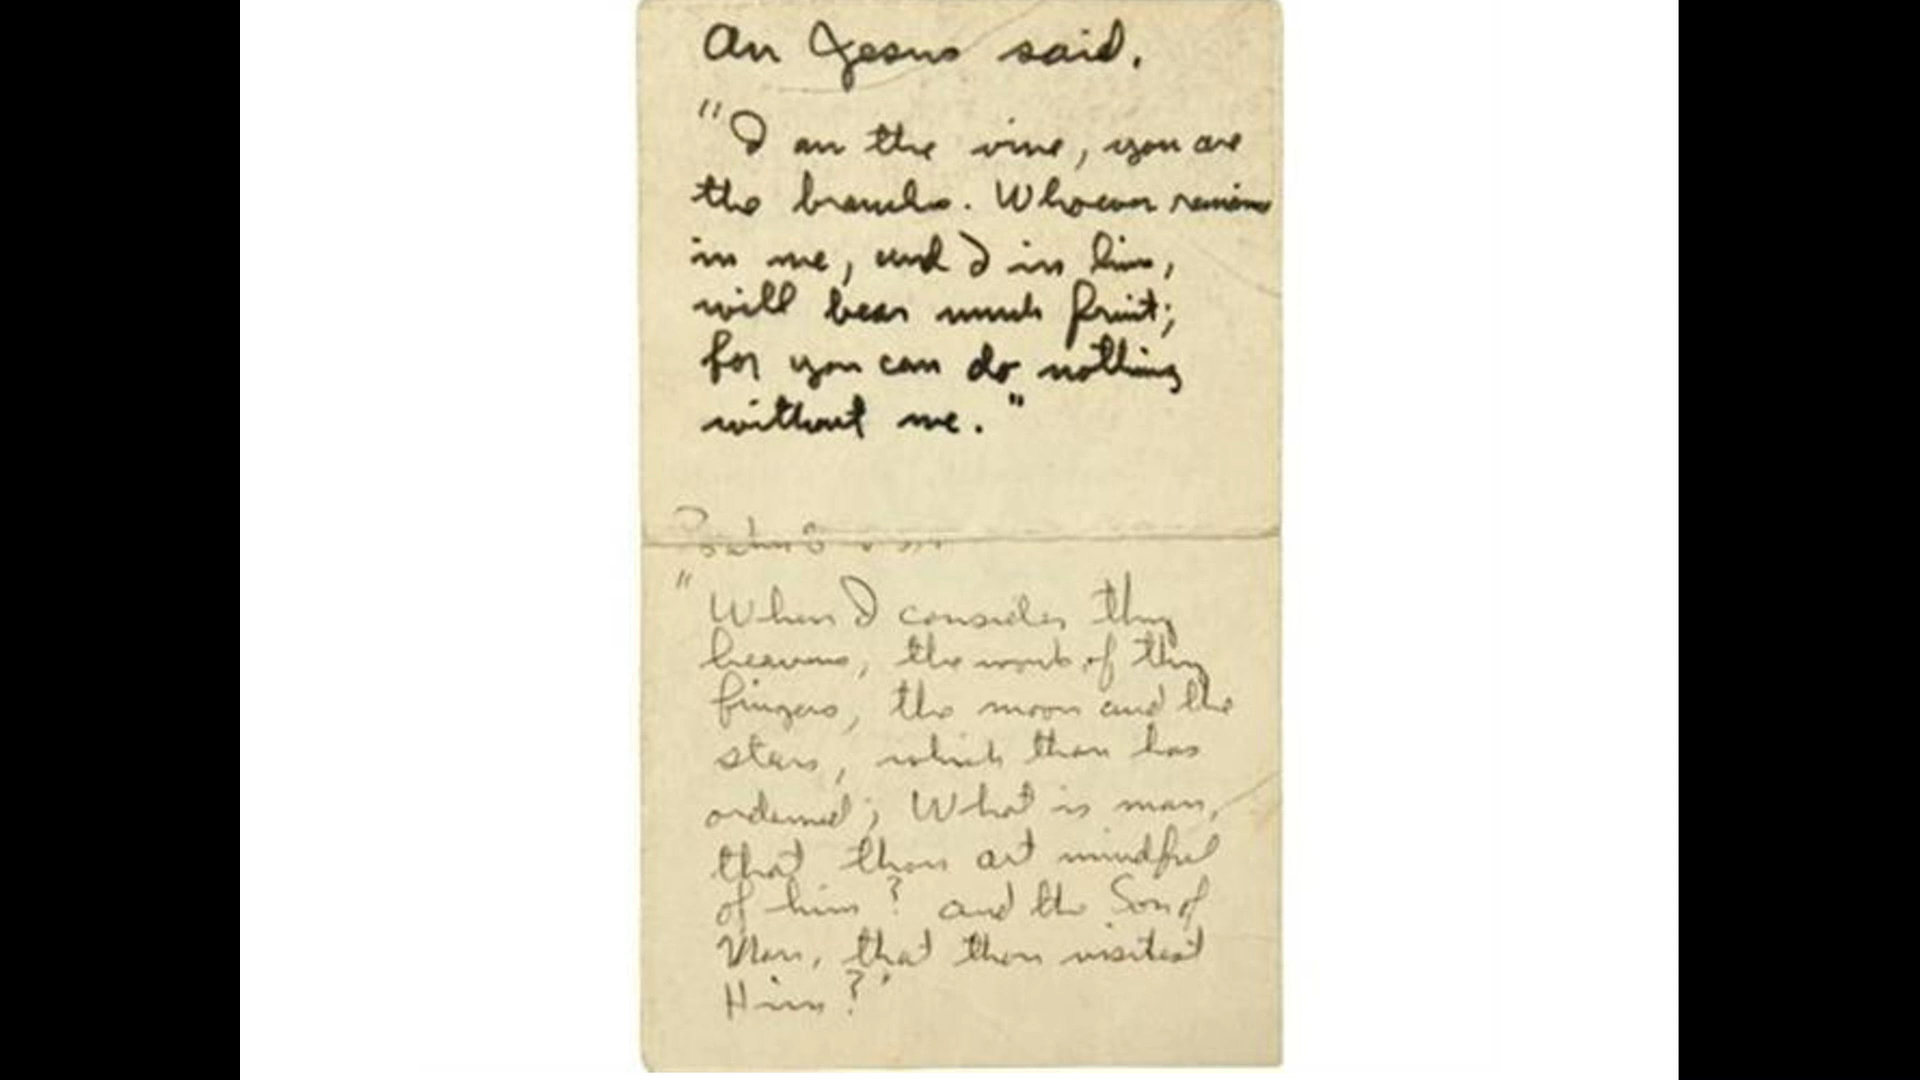 An Jesus said.
"I am the vine, you are
the branches. Whoever remains
in me, and I in him,
will bear much fruit;
for you can do nothing
without me."
Psalm 8
"When I consider thy
heavens, the work of thy
fingers, the moon and the
stars, which thou has
ordained; What is man,
that thou art mindful
of him? and the Son of
Man, that thou visitest
Him?"